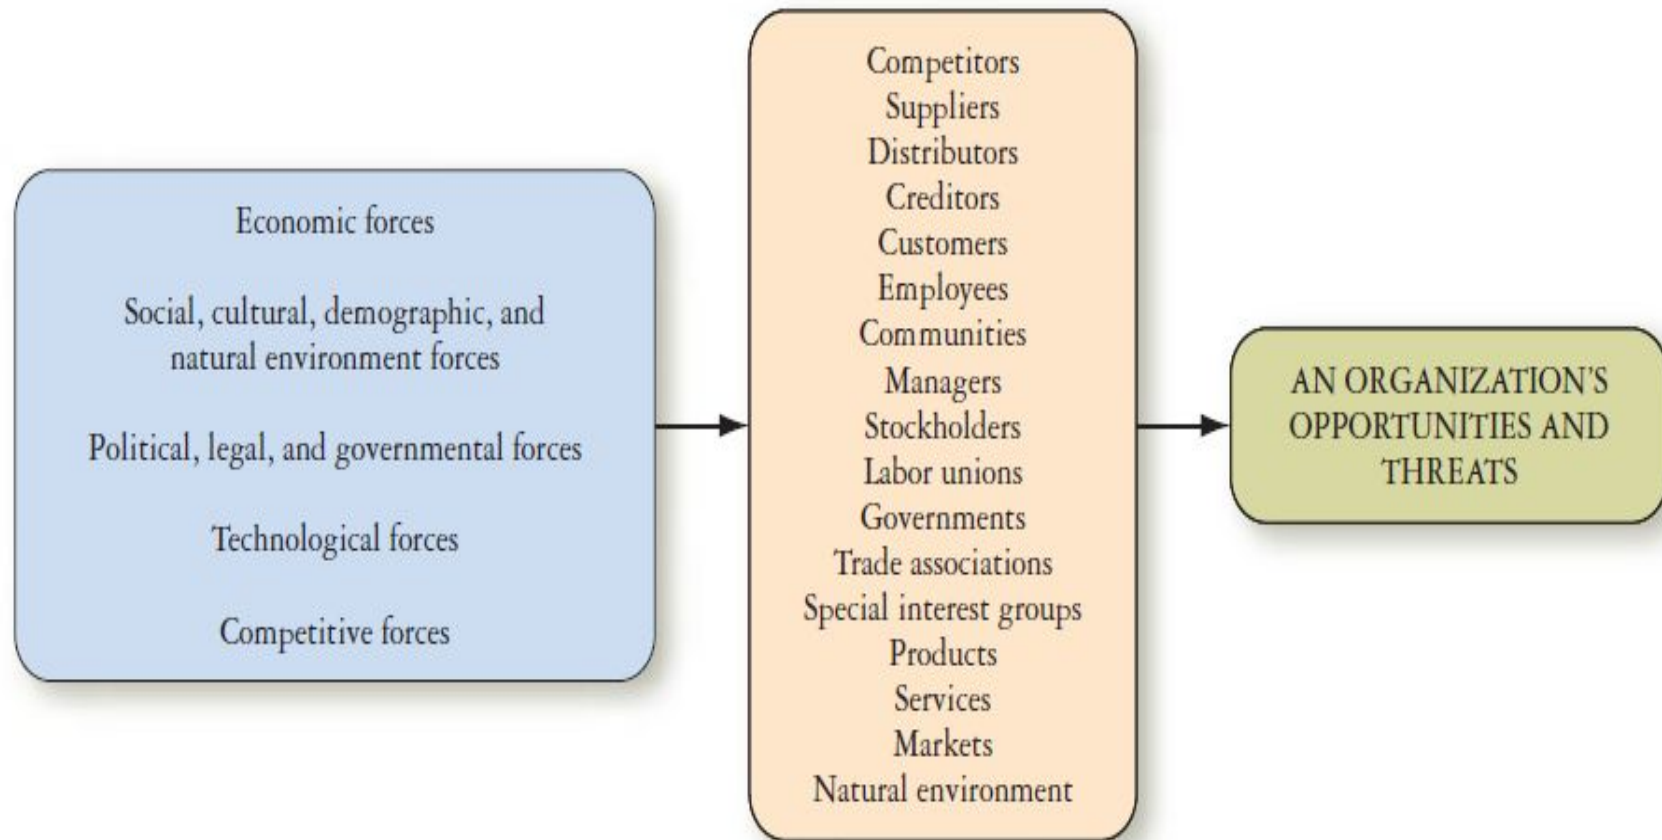 Economic forces
Social, cultural, demographic, and
natural environment forces
Political, legal, and governmental forces
Technological forces
Competitive forces
Competitors
Suppliers
Distributors
Creditors
Customers
Employees
Communities
Managers
Stockholders
Labor unions
Governments
Trade associations
Special interest groups
Products
Services
Markets
Natural environment
AN ORGANIZATION’S
OPPORTUNITIES AND
THREATS